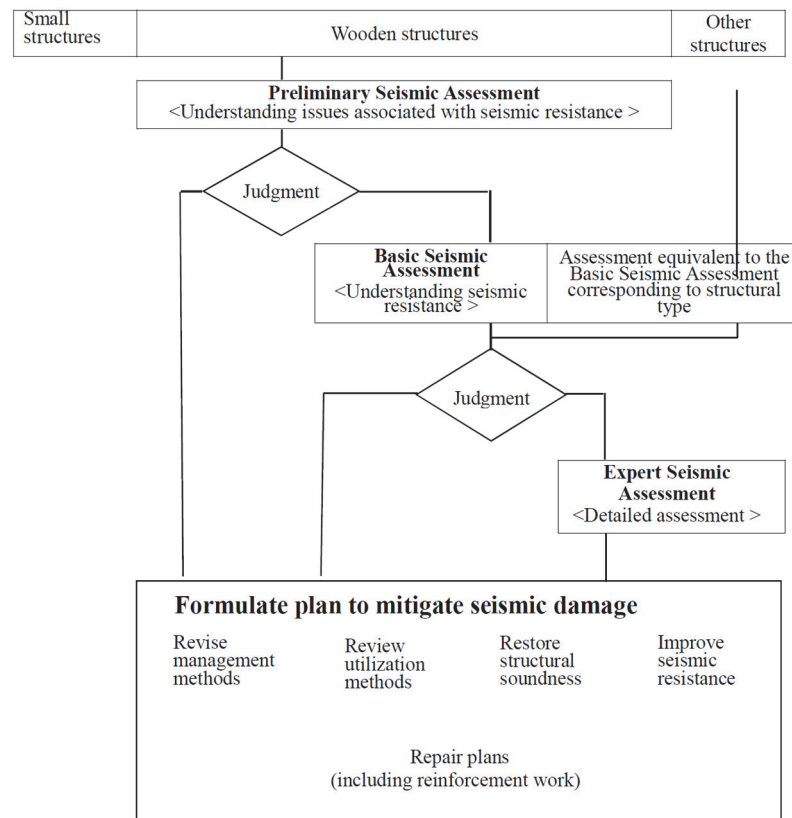 Small
structures
Wooden structures
Other
structures
Preliminary Seismic Assessment
<Understanding issues associated with seismic resistance >
Judgment
Basic Seismic
Assessment
<Understanding seismic
resistance >
Assessment equivalent to the
Basic Seismic Assessment
corresponding to structural
type
Judgment
Expert Seismic
Assessment
<Detailed assessment >
Formulate plan to mitigate seismic damage
Revise
management
methods
Review
utilization
methods
Restore
structural
soundness
Improve
seismic
resistance
Repair plans
(including reinforcement work)